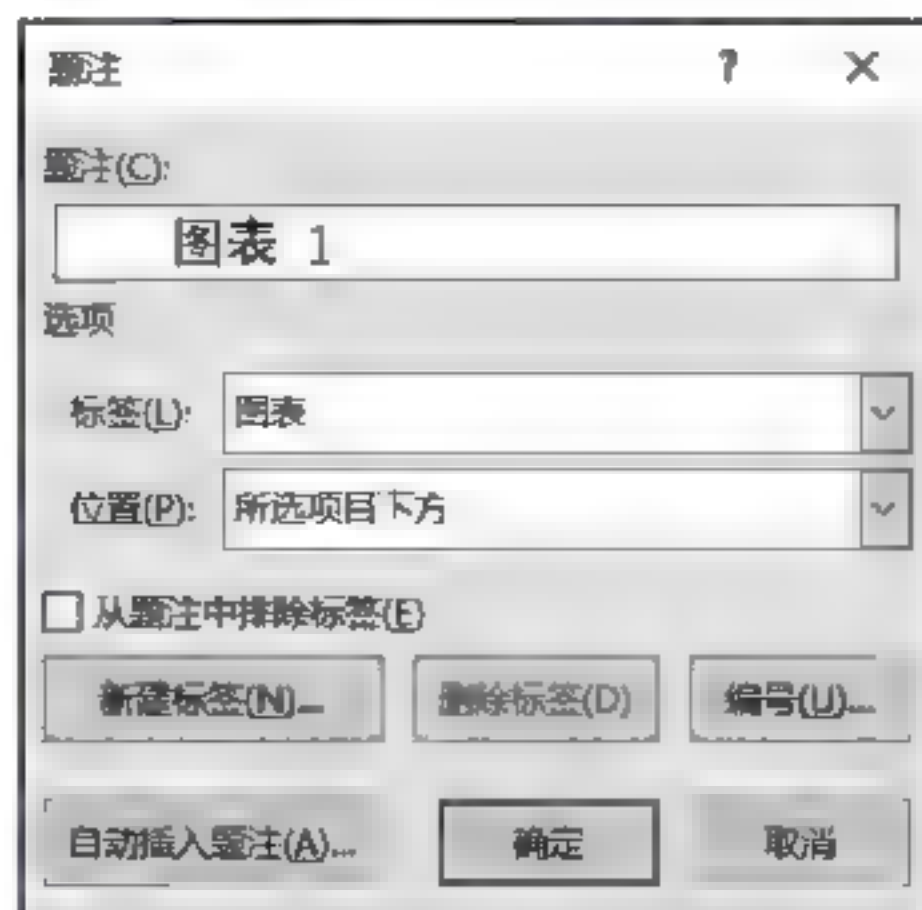 题注 ? ×
题注(C):
图表 1
选项
标签(L): 图表
位置(P): 所选项目下方
从题注中排除标签(E)
新建标签(N)... 删除标签(D) 编号(U)...
自动插入题注(A)... 确定 取消